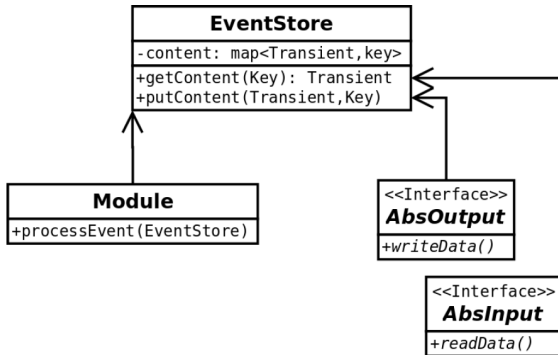 EventStore
-content: map<Transient,key>
+getContent(Key): Transient
+putContent(Transient,Key)
Module
+processEvent(EventStore)
<<Interface>>
AbsOutput
+writeData()
<<Interface>>
AbsInput
+readData()